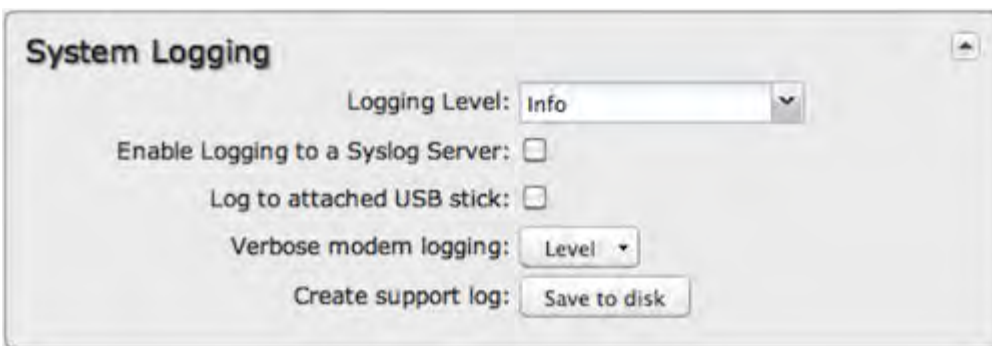 System Logging
Logging Level: Info
Enable Logging to a Syslog Server:
Log to attached USB stick:
Verbose modem logging: Level
Create support log: Save to disk